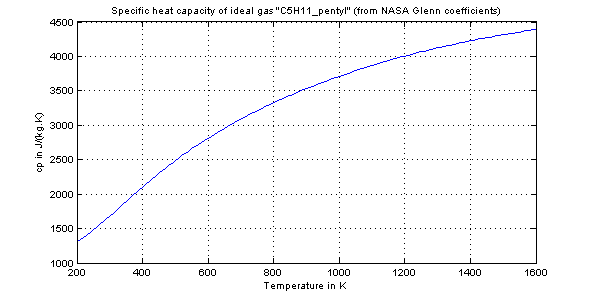 Specific heat capacity of ideal gas "C5H11_pentyl" (from NASA Glenn coefficients)
4500
4000
3500
3000
2500
2000
1500
1000
cp in J/(kg.K)
200 400 600 800 1000 1200 1400 1600
Temperature in K